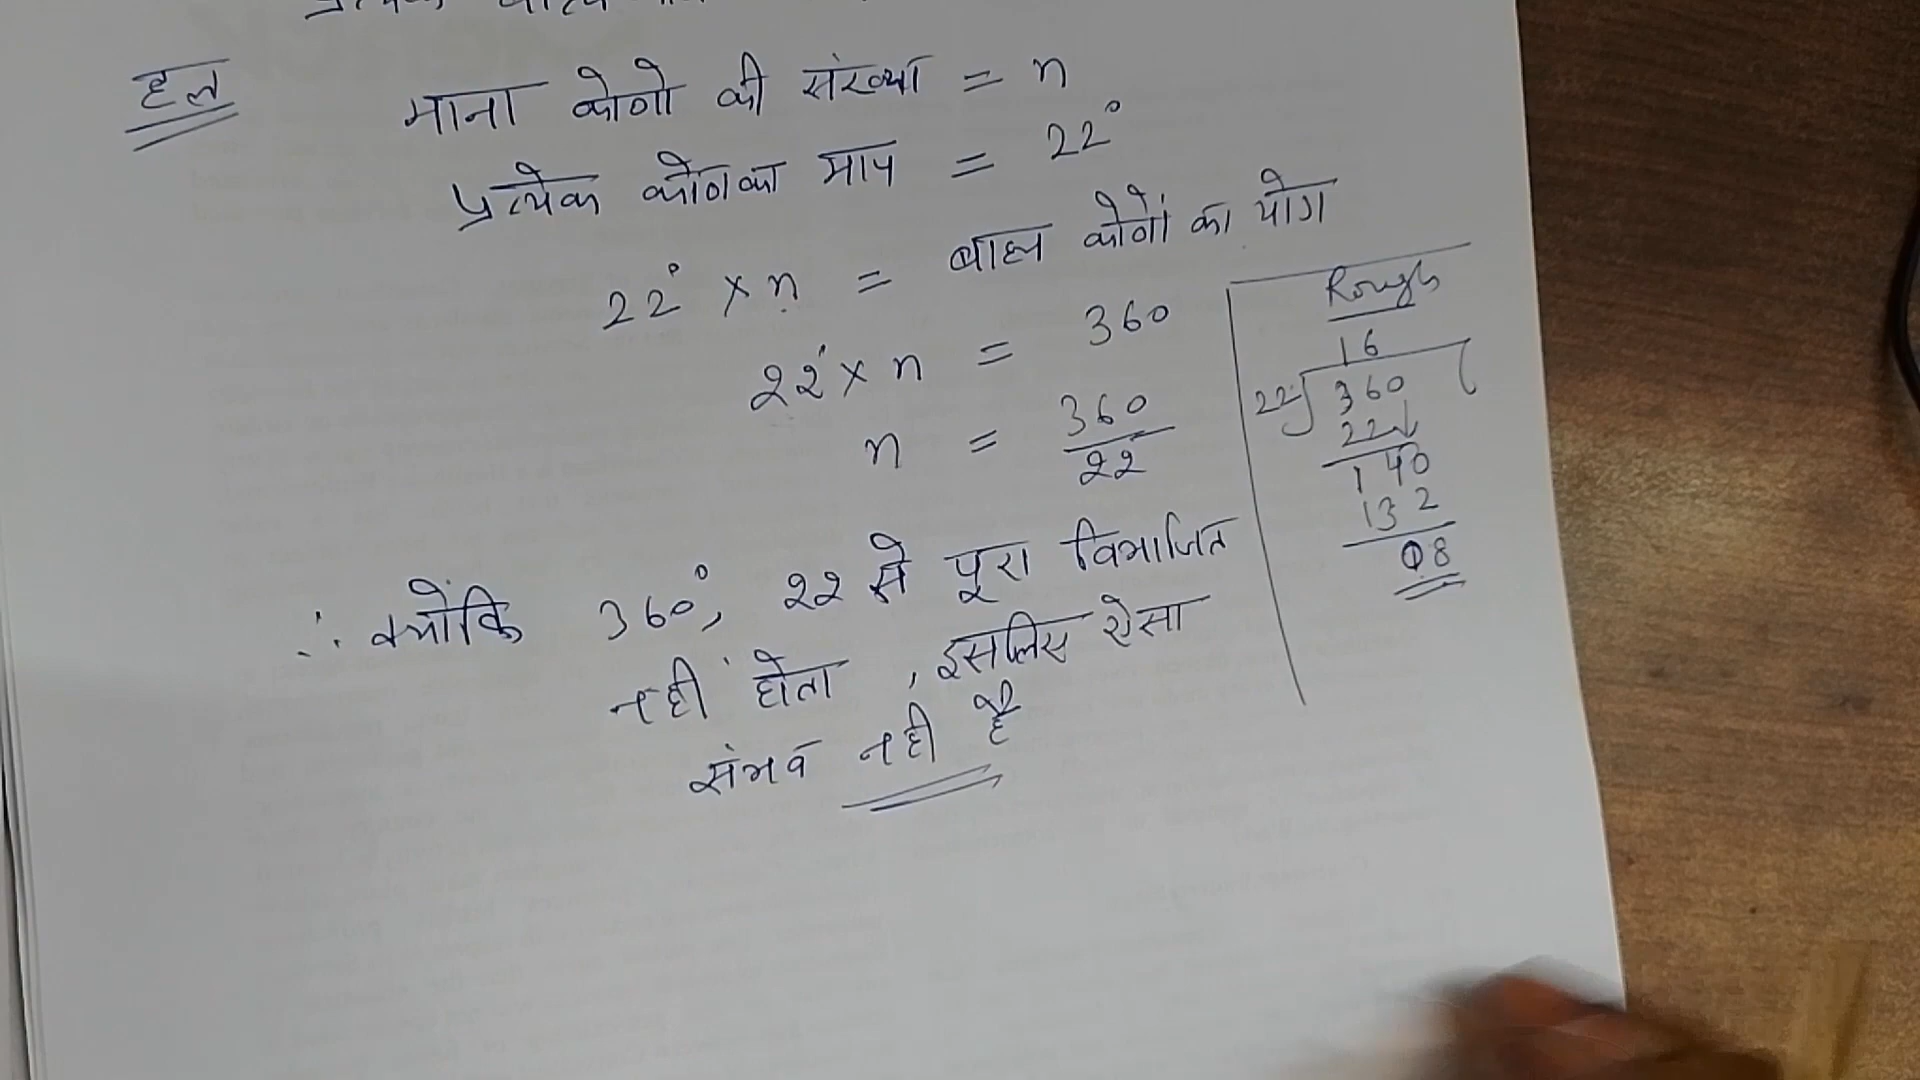 हल
माना कोणो की संख्या = n
प्रत्येक कोणका माप = 22°
22° × n = बाह्य कोणों का योग
22° × n = 360
n = 360/22
∴ क्योंकि 360°, 22 से पूरा विभाजित
नहीं होता, इसलिए ऐसा
संभव नही है
Rough
16
22) 360 (
22↓
140
132
08